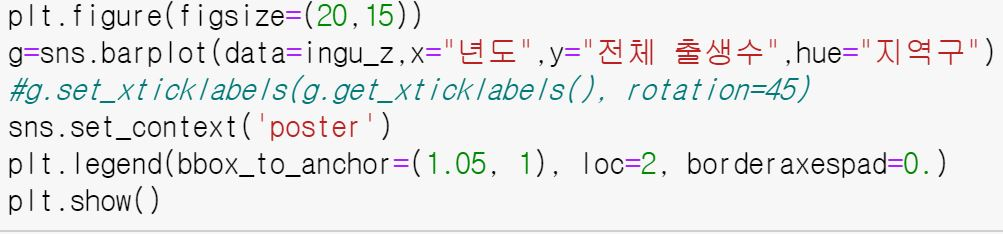 plt.figure(figsize=(20,15))
g=sns.barplot(data=ingu_z,x="년도",y="전체 출생수",hue="지역구")
#g.set_xticklabels(g.get_xticklabels(), rotation=45)
sns.set_context('poster')
plt.legend(bbox_to_anchor=(1.05, 1), loc=2, borderaxespad=0.)
plt.show()